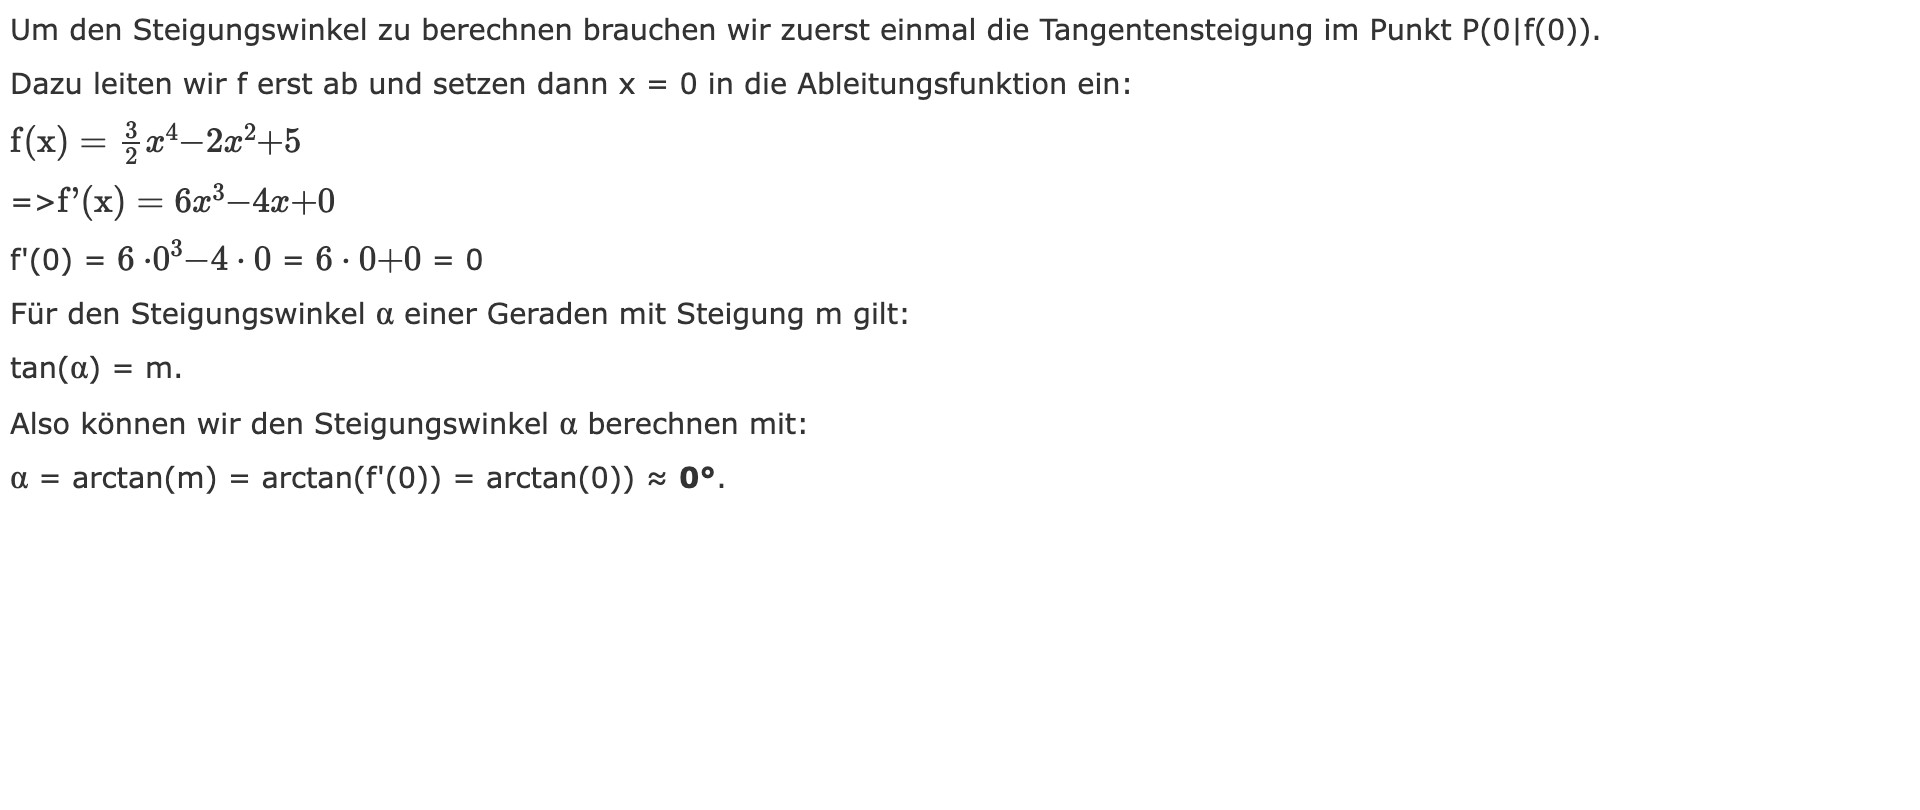 Um den Steigungswinkel zu berechnen brauchen wir zuerst einmal die Tangentensteigung im Punkt P(0|f(0)).
Dazu leiten wir f erst ab und setzen dann x = 0 in die Ableitungsfunktion ein:
f(x) = \frac{3}{2}x^4−2x^2+5
=>f’(x) = 6x^3−4x+0
f'(0) = 6 ·0^3−4 · 0 = 6 · 0+0 = 0
Für den Steigungswinkel α einer Geraden mit Steigung m gilt:
tan(α) = m.
Also können wir den Steigungswinkel α berechnen mit:
α = arctan(m) = arctan(f'(0)) = arctan(0)) ≈ 0°.